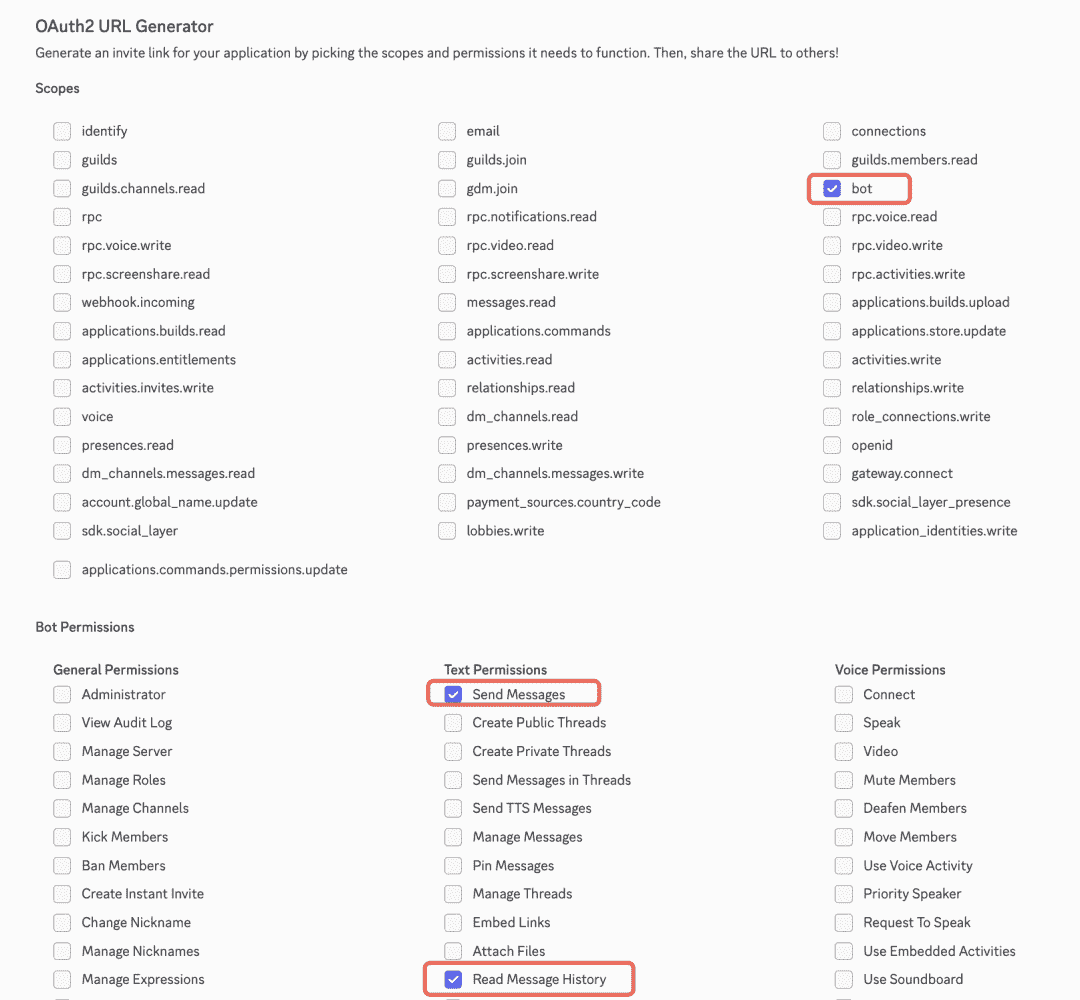 OAuth2 URL Generator
Generate an invite link for your application by picking the scopes and permissions it needs to function. Then, share the URL to others!
Scopes
identify email connections
guilds guilds.join guilds.members.read
guilds.channels.read gdm.join bot
rpc rpc.notifications.read rpc.voice.read
rpc.voice.write rpc.video.read rpc.video.write
rpc.screenshare.read rpc.screenshare.write rpc.activities.write
webhook.incoming messages.read applications.builds.upload
applications.builds.read applications.commands applications.store.update
applications.entitlements activities.read activities.write
activities.invites.write relationships.read relationships.write
voice dm_channels.read role_connections.write
presences.read presences.write openid
dm_channels.messages.read dm_channels.messages.write gateway.connect
account.global_name.update payment_sources.country_code sdk.social_layer_presence
sdk.social_layer lobbies.write application_identities.write
applications.commands.permissions.update
Bot Permissions
General Permissions Text Permissions Voice Permissions
Administrator Send Messages Connect
View Audit Log Create Public Threads Speak
Manage Server Create Private Threads Video
Manage Roles Send Messages in Threads Mute Members
Manage Channels Send TTS Messages Deafen Members
Kick Members Manage Messages Move Members
Ban Members Pin Messages Use Voice Activity
Create Instant Invite Manage Threads Priority Speaker
Change Nickname Embed Links Request To Speak
Manage Nicknames Attach Files Use Embedded Activities
Manage Expressions Read Message History Use Soundboard